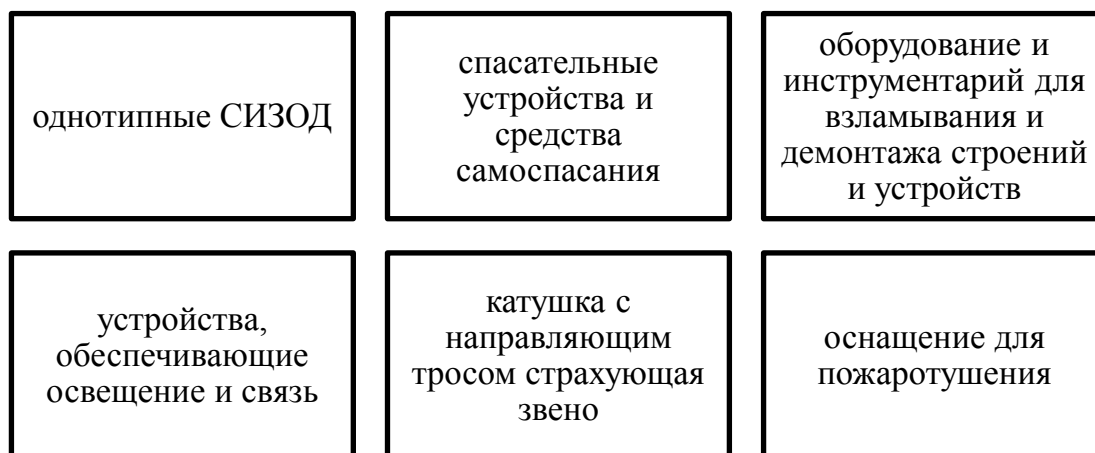 однотипные СИЗОД
спасательные
устройства и
средства
самоспасания
оборудование и
инструментарий для
взламывания и
демонтажа строений
и устройств
устройства,
обеспечивающие
освещение и связь
катушка с
направляющим
тросом страхующая
звено
оснащение для
пожаротушения